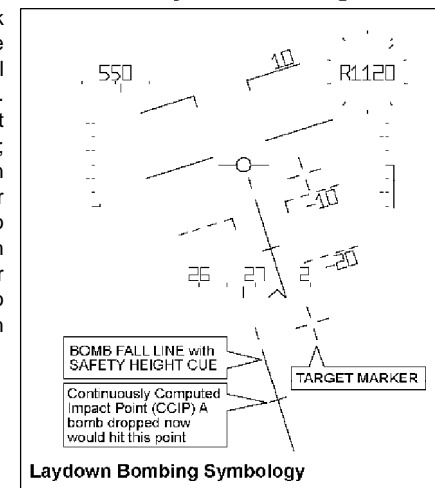 550
10
R1120
-10
-20
26 27 2
BOMB FALL LINE with
SAFETY HEIGHT CUE
TARGET MARKER
Continuously Computed
Impact Point (CCIP) A
bomb dropped now
would hit this point
Laydown Bombing Symbology